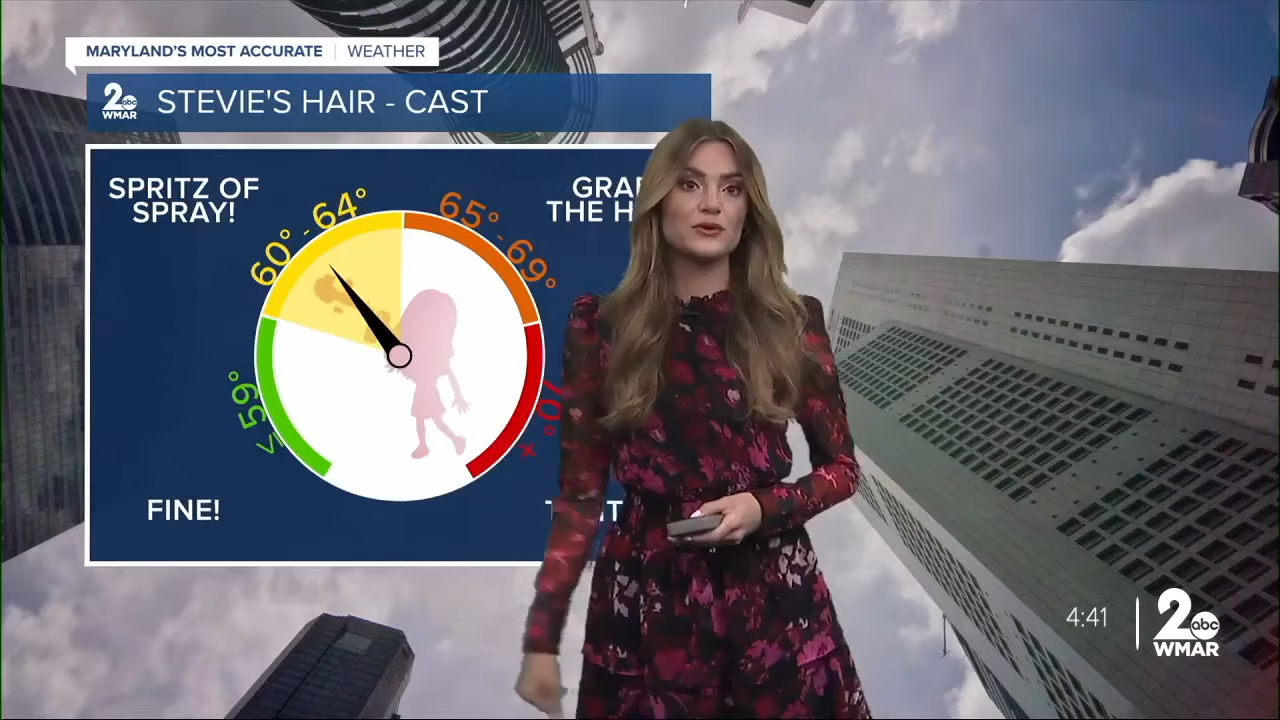 MARYLAND'S MOST ACCURATE | WEATHER
2 abc
WMAR
STEVIE'S HAIR - CAST
SPRITZ OF
SPRAY!
THE
60° - 64°
65° - 69°
≤ 59°
70° +
FINE!
4:41
2 abc
WMAR